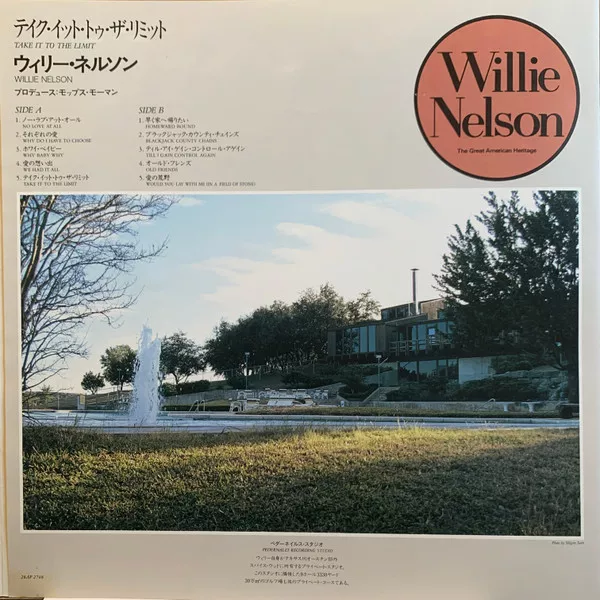 テイク・イット・トゥ・ザ・リミット
TAKE IT TO THE LIMIT
ウィリー・ネルソン
WILLIE NELSON
プロデュース:モップス・モーマン
SIDE A
1. ノー・ラブ・アット・オール
NO LOVE AT ALL
2. それぞれの愛
WHY DO I HAVE TO CHOOSE
3. ホワイ・ベイビー
WHY BABY WHY
4. 愛の想い出
WE HAD IT ALL
5. テイク・イット・トゥ・ザ・リミット
TAKE IT TO THE LIMIT
SIDE B
1. 早く家へ帰りたい
HOMEWARD BOUND
2. ブラックジャック・カウンティ・チェインズ
BLACKJACK COUNTY CHAINS
3. ティル・アイ・ゲイン・コントロール・アゲイン
TILL I GAIN CONTROL AGAIN
4. オールド・フレンズ
OLD FRIENDS
5. 愛の荒野
WOULD YOU LAY WITH ME (IN A FIELD OF STONE)
Willie
Nelson
The Great American Heritage
ペダーネイルス・スタジオ
PEDERNALES RECORDING STUDIO